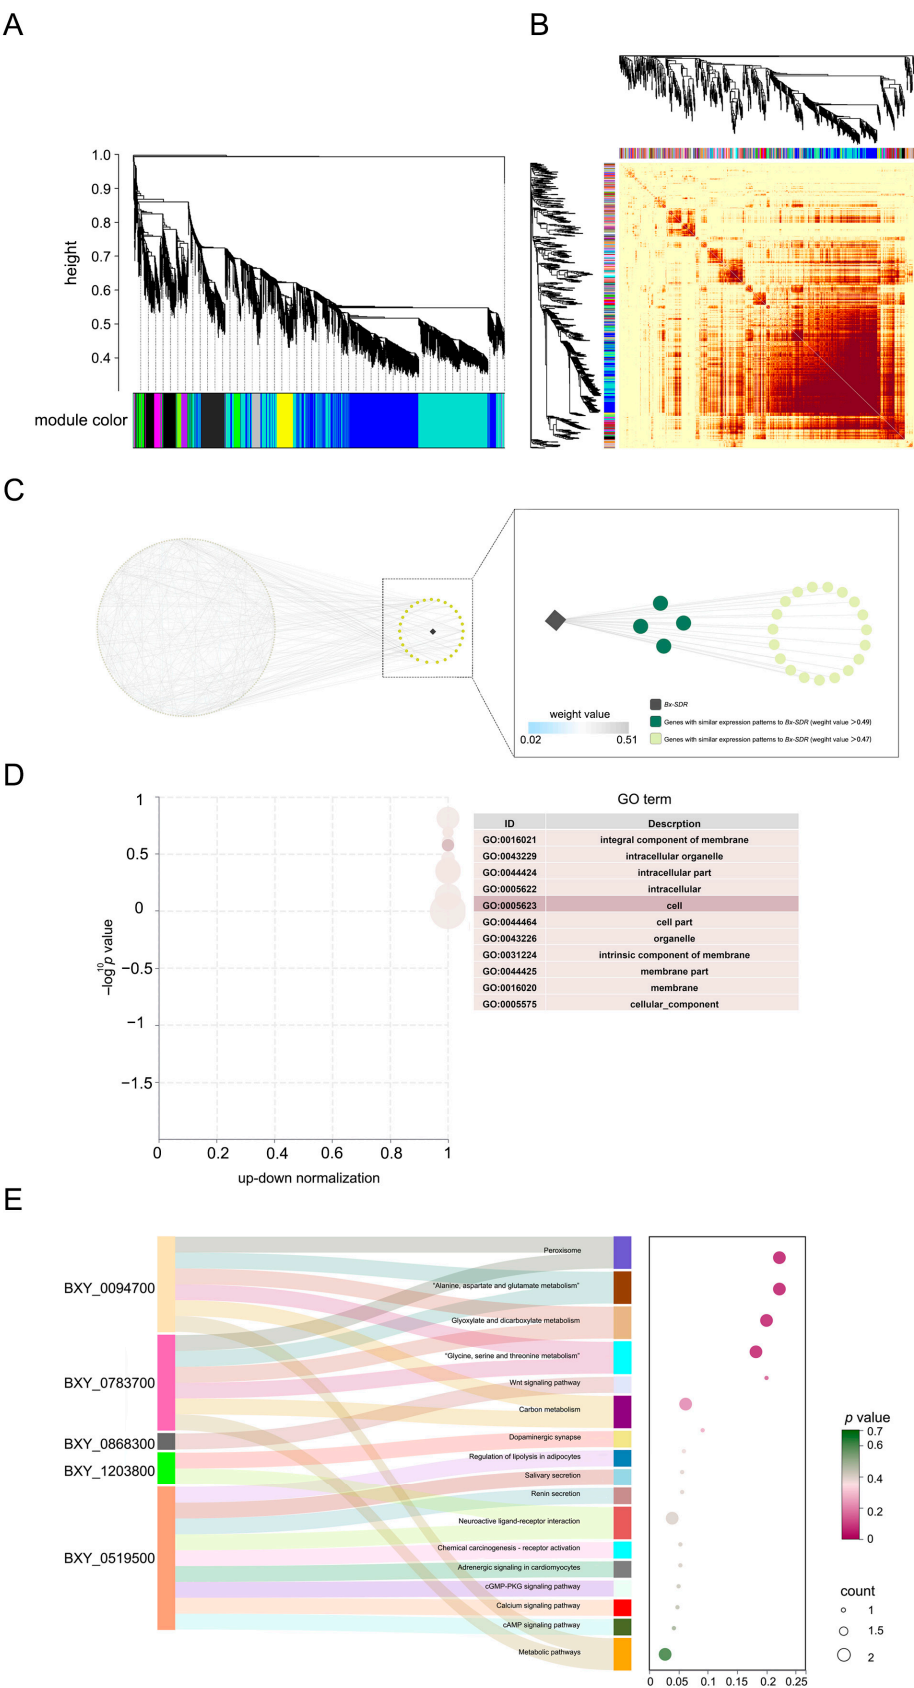 A
B
1.0
0.9
0.8
0.7
0.6
0.5
0.4
height
module color
C
weight value
0.02
0.51
Bx-SDR
Genes with similar expression patterns to Bx-SDR (wegiht value >0.49)
Genes with similar expression patterns to Bx-SDR (wegiht value >0.47)
D
1
0.5
0
−0.5
−1
−1.5
−log10 p value
0
0.2
0.4
0.6
0.8
1
up-down normalization
GO term
ID Descrption
GO:0016021 integral component of membrane
GO:0043229 intracellular organelle
GO:0044424 intracellular part
GO:0005622 intracellular
GO:0005623 cell
GO:0044464 cell part
GO:0043226 organelle
GO:0031224 intrinsic component of membrane
GO:0044425 membrane part
GO:0016020 membrane
GO:0005575 cellular_component
E
BXY_0094700
BXY_0783700
BXY_0868300
BXY_1203800
BXY_0519500
Peroxisome
"Alanine, aspartate and glutamate metabolism"
Glyoxylate and dicarboxylate metabolism
"Glycine, serine and threonine metabolism"
Wnt signaling pathway
Carbon metabolism
Dopaminergic synapse
Regulation of lipolysis in adipocytes
Salivary secretion
Renin secretion
Neuroactive ligand-receptor interaction
Chemical carcinogenesis - receptor activation
Adrenergic signaling in cardiomyocytes
cGMP-PKG signaling pathway
Calcium signaling pathway
cAMP signaling pathway
Metabolic pathways
0
0.05
0.1
0.15
0.2
0.25
p value
0.7
0.6
0.4
0.2
0
count
1
1.5
2